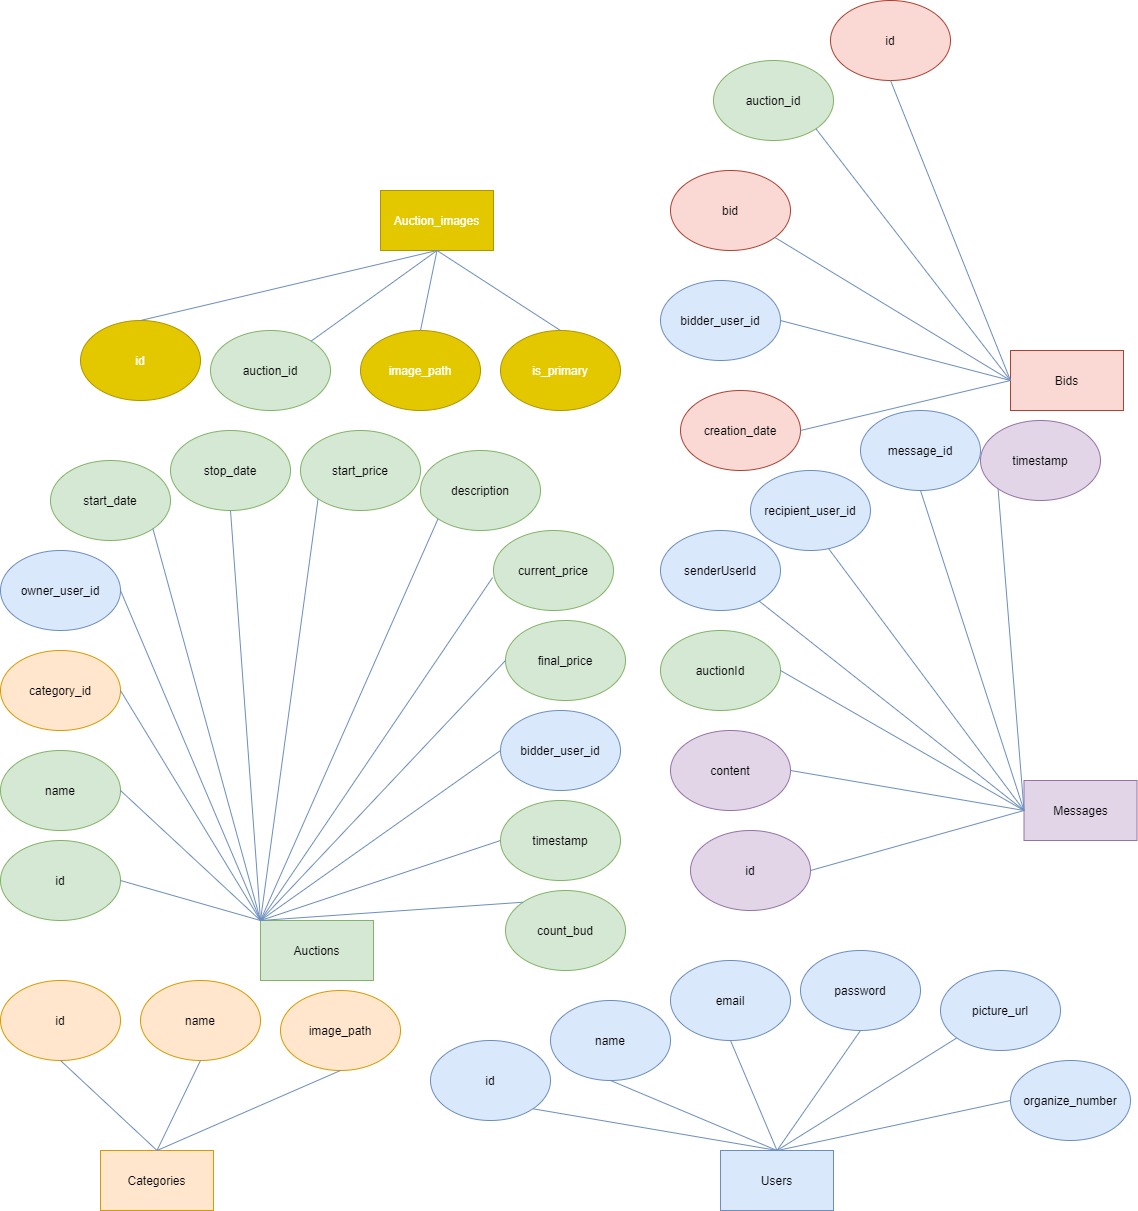 id
auction_id
bid
bidder_user_id
creation_date
Bids
Auction_images
id
auction_id
image_path
is_primary
start_date
stop_date
start_price
description
owner_user_id
current_price
category_id
final_price
name
bidder_user_id
id
timestamp
count_bud
Auctions
message_id
timestamp
recipient_user_id
senderUserId
auctionId
content
id
Messages
id
name
image_path
Categories
id
name
email
password
picture_url
organize_number
Users